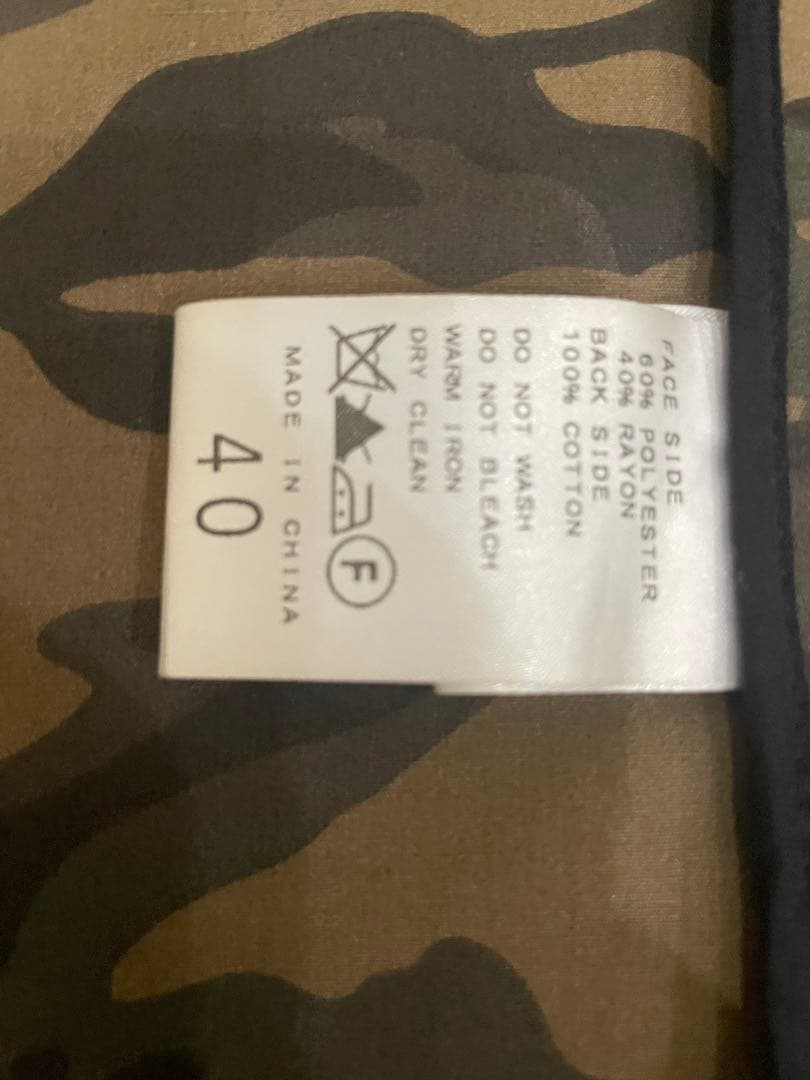 FACE SIDE
60% POLYESTER
40% RAYON
BACK SIDE
100% COTTON
DO NOT WASH
DO NOT BLEACH
WARM IRON
DRY CLEAN
F
MADE IN CHINA
40